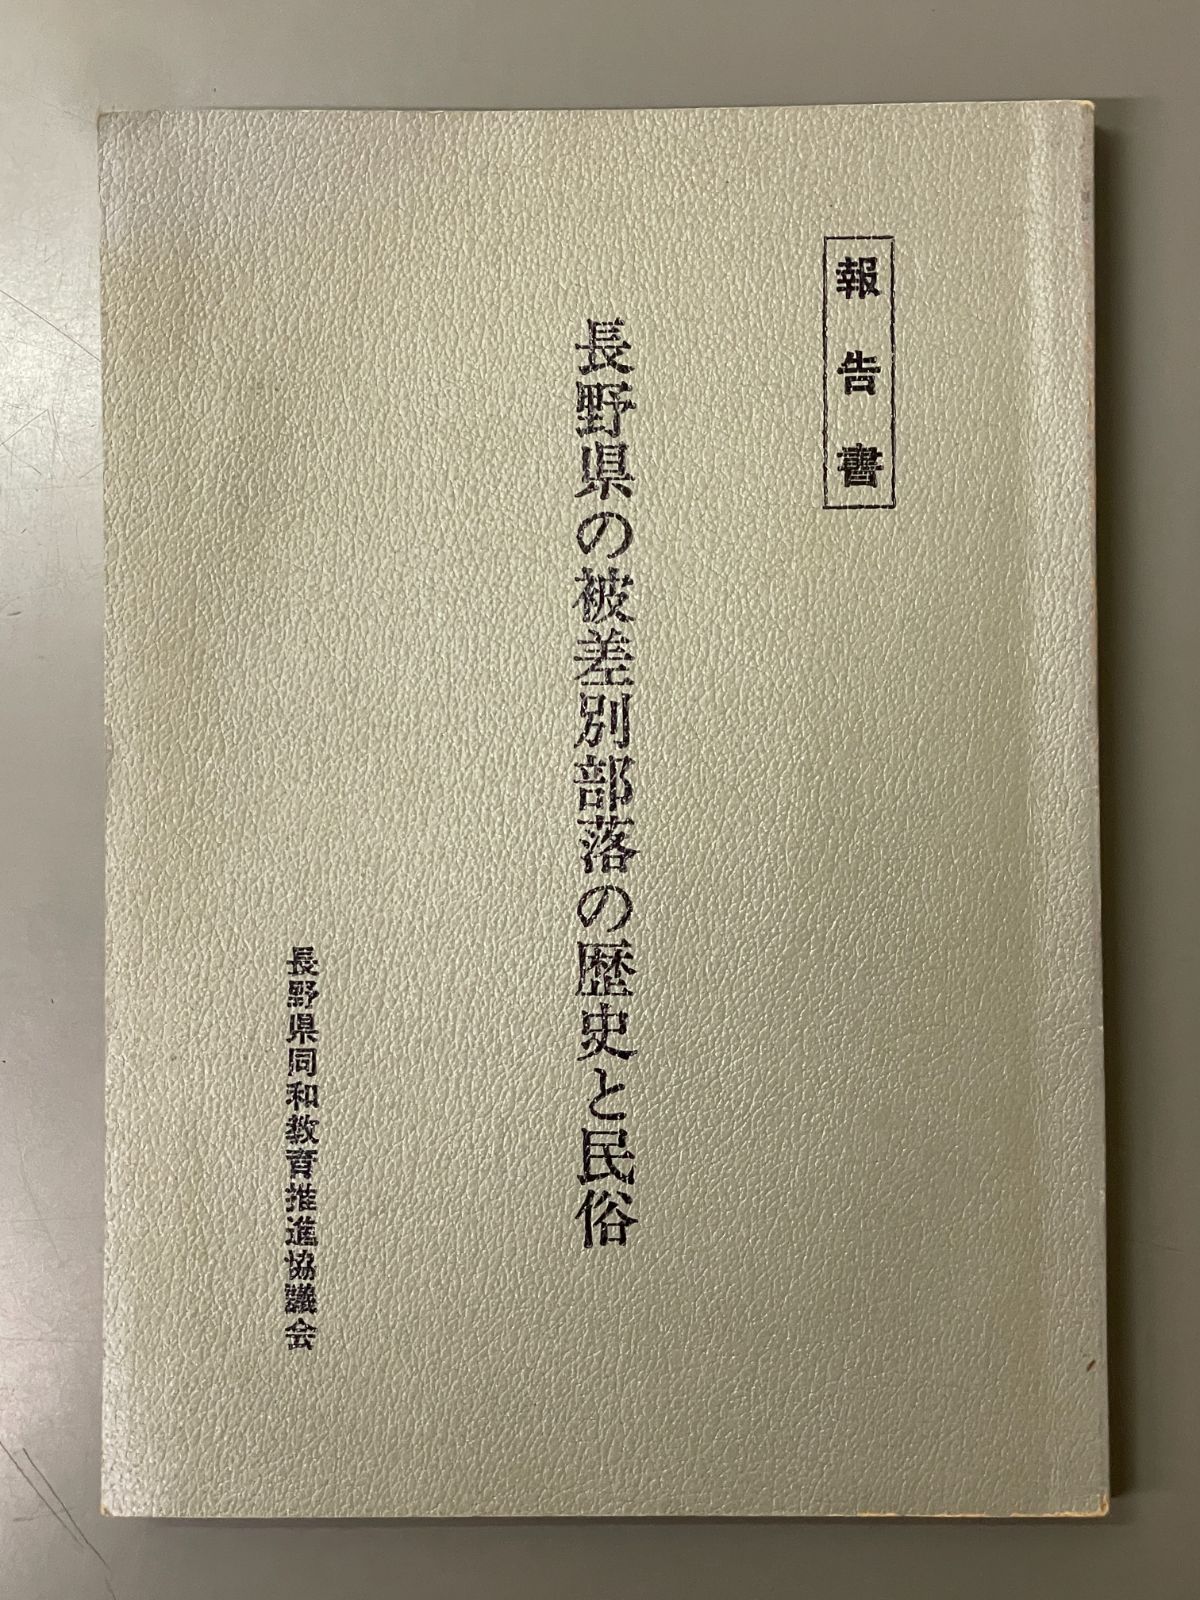 報告書
長野県の被差別部落の歴史と民俗
長野県同和教育推進協議会